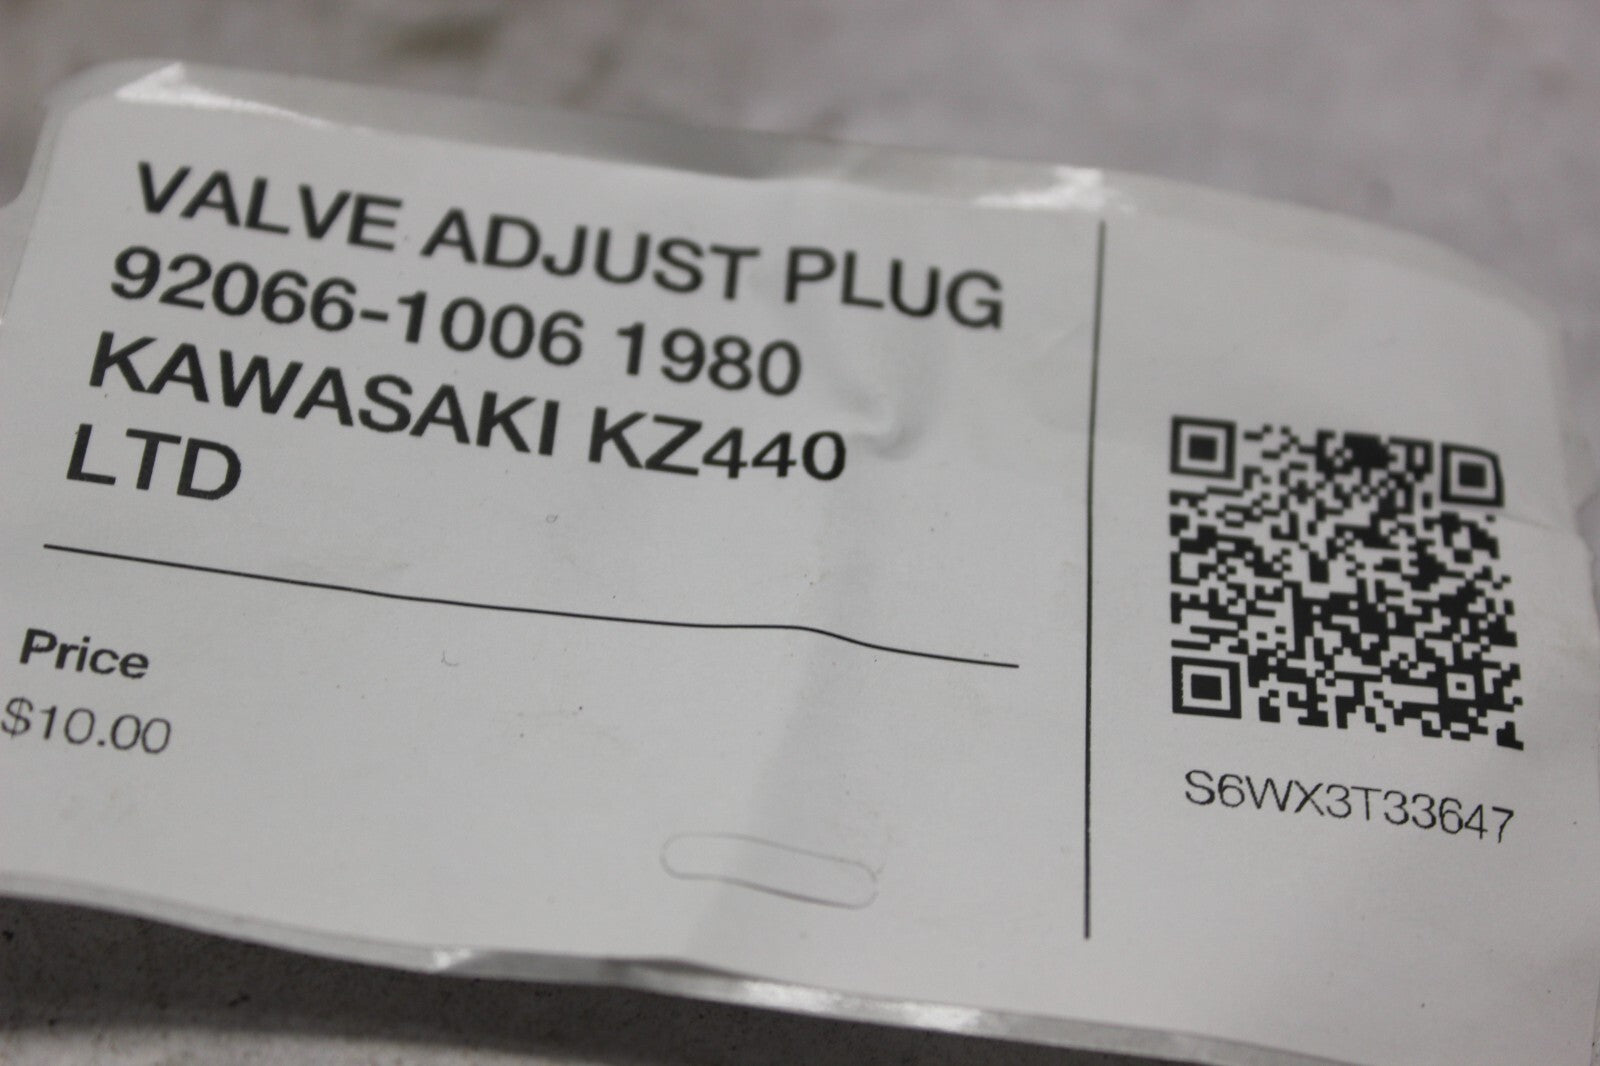 VALVE ADJUST PLUG
92066-1006 1980
KAWASAKI KZ440
LTD
Price
$10.00
S6WX3T33647